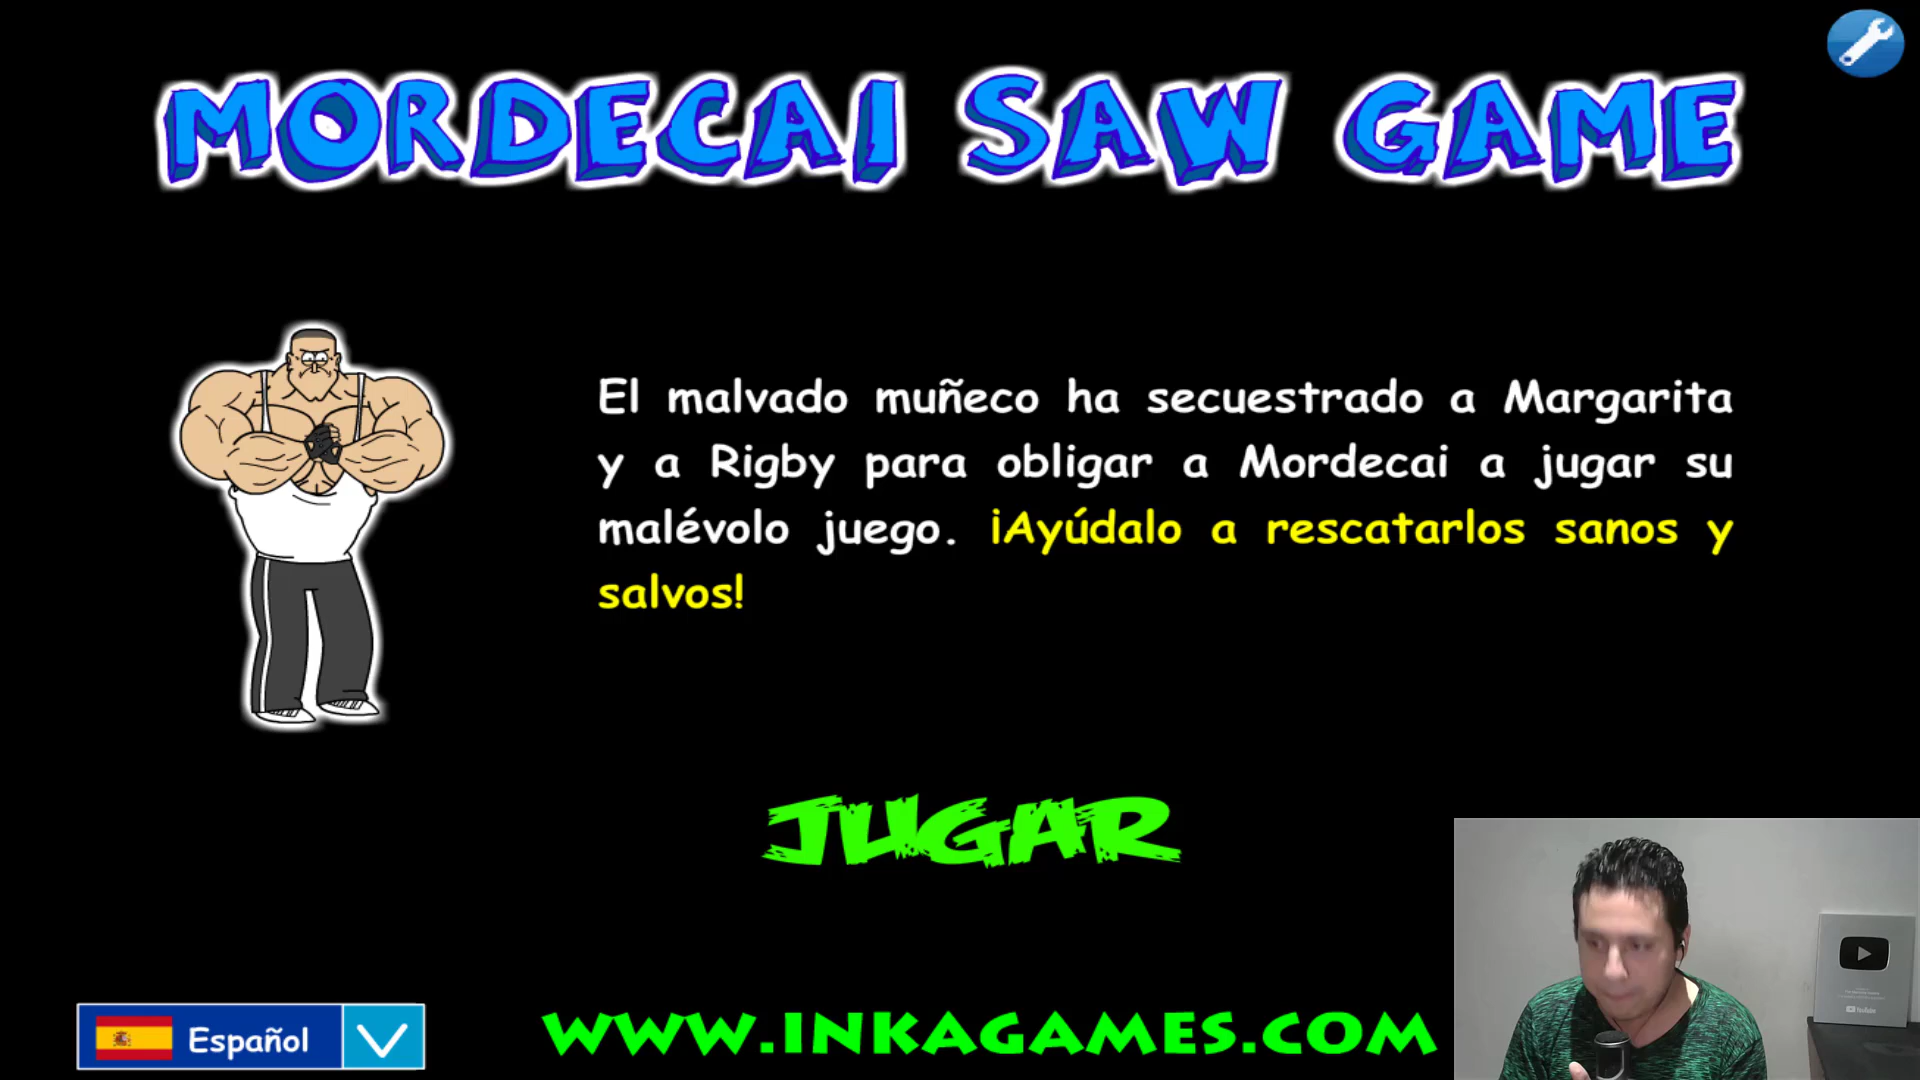 MORDECAI SAW GAME
El malvado muñeco ha secuestrado a Margarita
y a Rigby para obligar a Mordecai a jugar su
malévolo juego. ¡Ayúdalo a rescatarlos sanos y
salvos!
JUGAR
Español
WWW.INKAGAMES.COM
YouTube